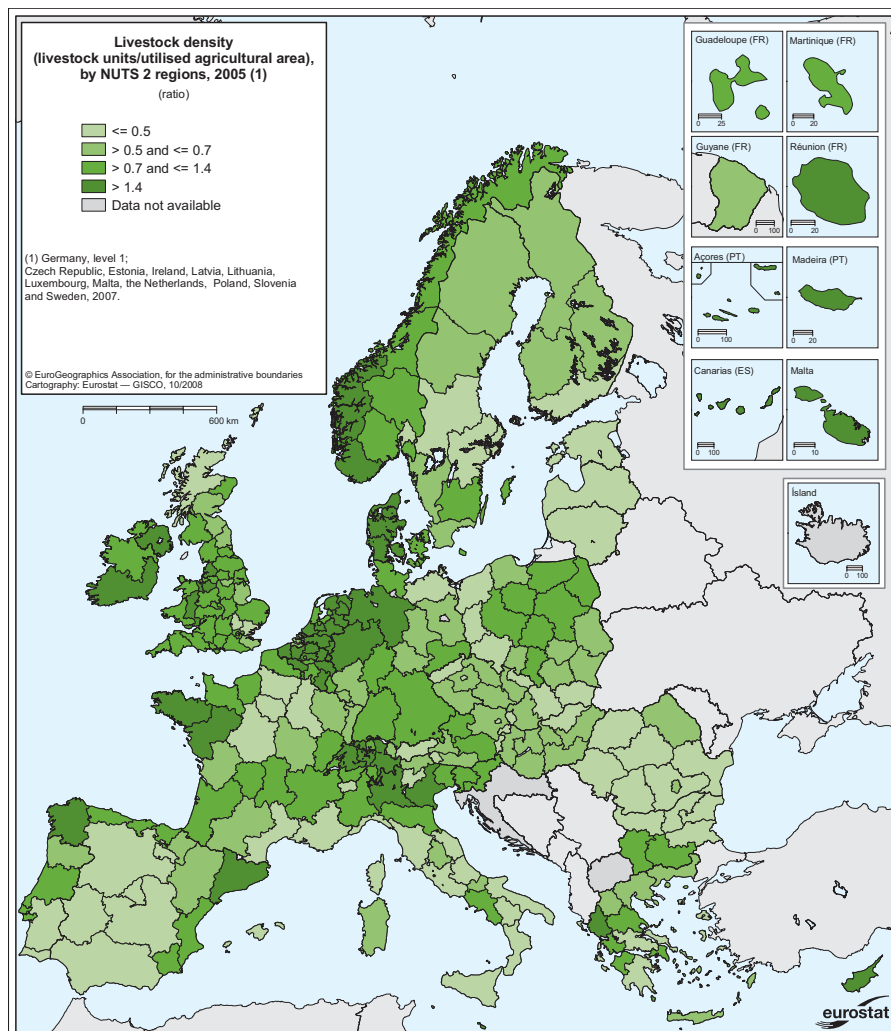 Livestock density
(livestock units/utilised agricultural area),
by NUTS 2 regions, 2005 (1)
(ratio)
<= 0.5
> 0.5 and <= 0.7
> 0.7 and <= 1.4
> 1.4
Data not available
(1) Germany, level 1;
Czech Republic, Estonia, Ireland, Latvia, Lithuania,
Luxembourg, Malta, the Netherlands, Poland, Slovenia
and Sweden, 2007.
© EuroGeographics Association, for the administrative boundaries
Cartography: Eurostat — GISCO, 10/2008
0 600 km
Guadeloupe (FR)
0 25
Martinique (FR)
0 20
Guyane (FR)
0 100
Réunion (FR)
0 20
Açores (PT)
0 100
Madeira (PT)
0 20
Canarias (ES)
0 100
Malta
0 10
Ísland
0 100
eurostat